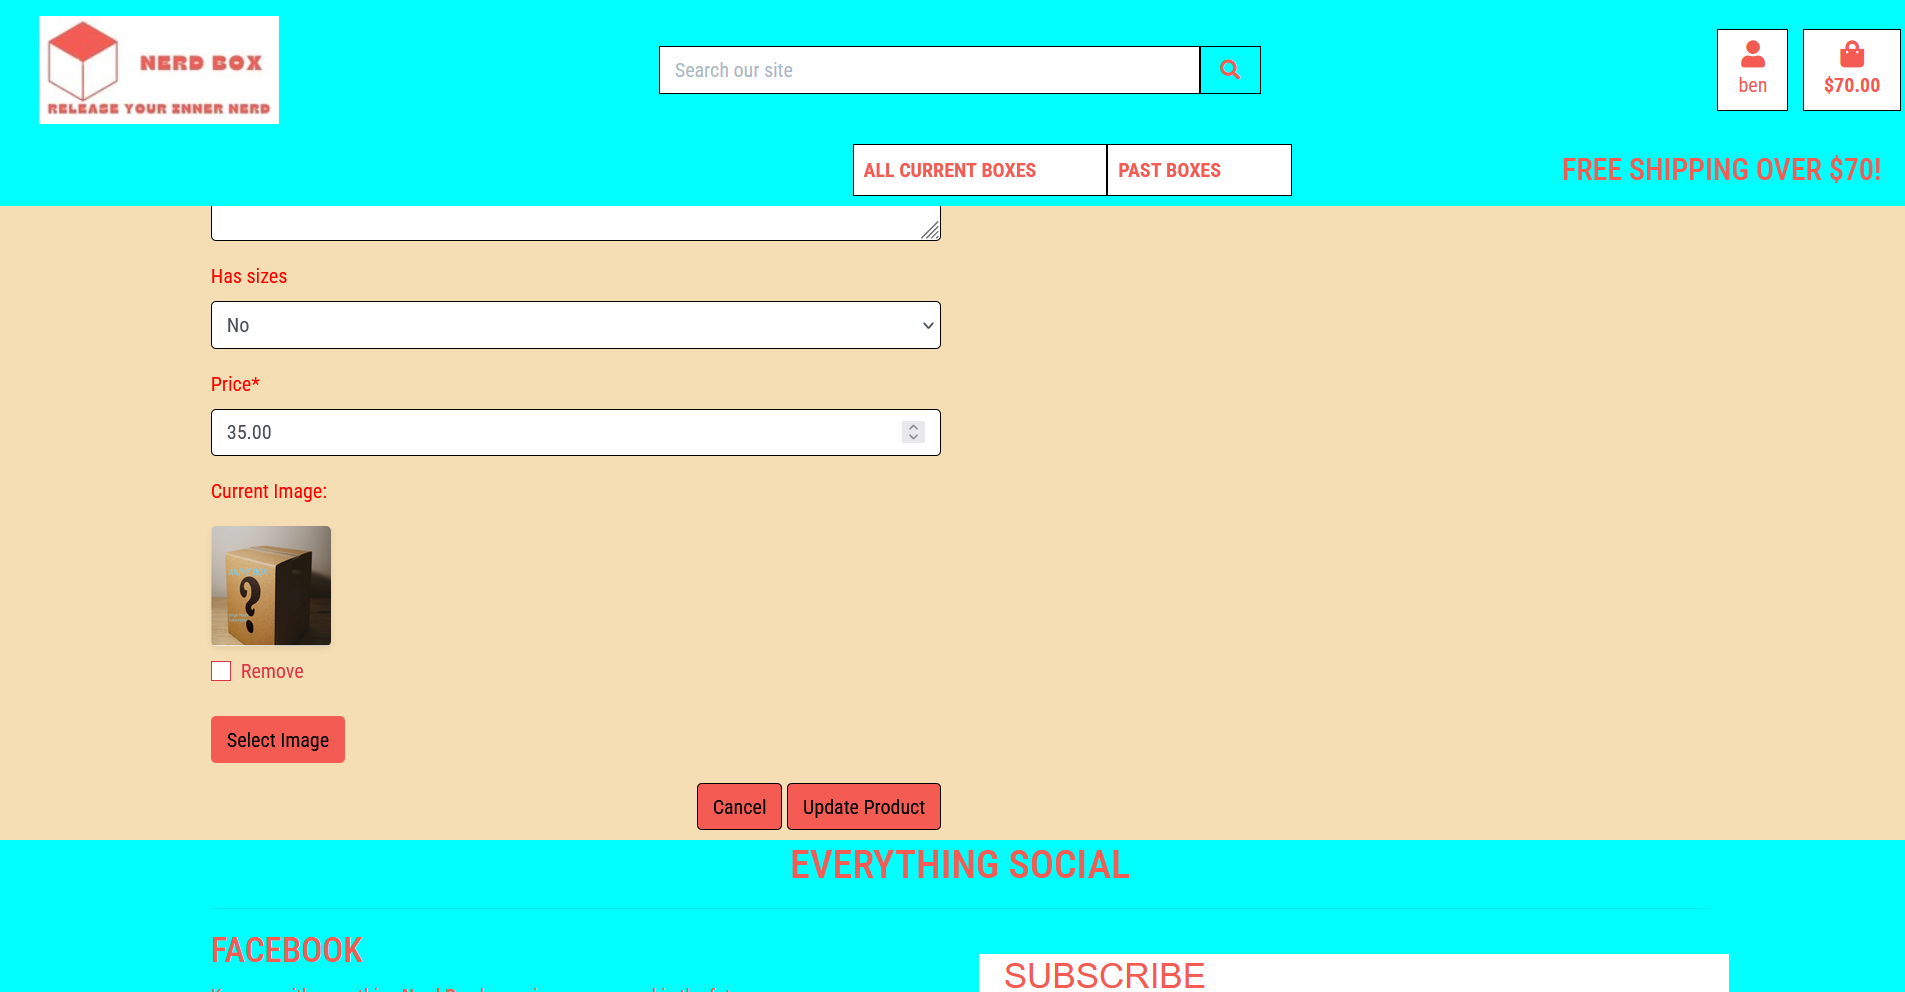 NERD BOX
RELEASE YOUR INNER NERD
Search our site
ben
$70.00
ALL CURRENT BOXES
PAST BOXES
FREE SHIPPING OVER $70!
Has sizes
No
Price*
35.00
Current Image:
?
Remove
Select Image
Cancel
Update Product
EVERYTHING SOCIAL
FACEBOOK
SUBSCRIBE